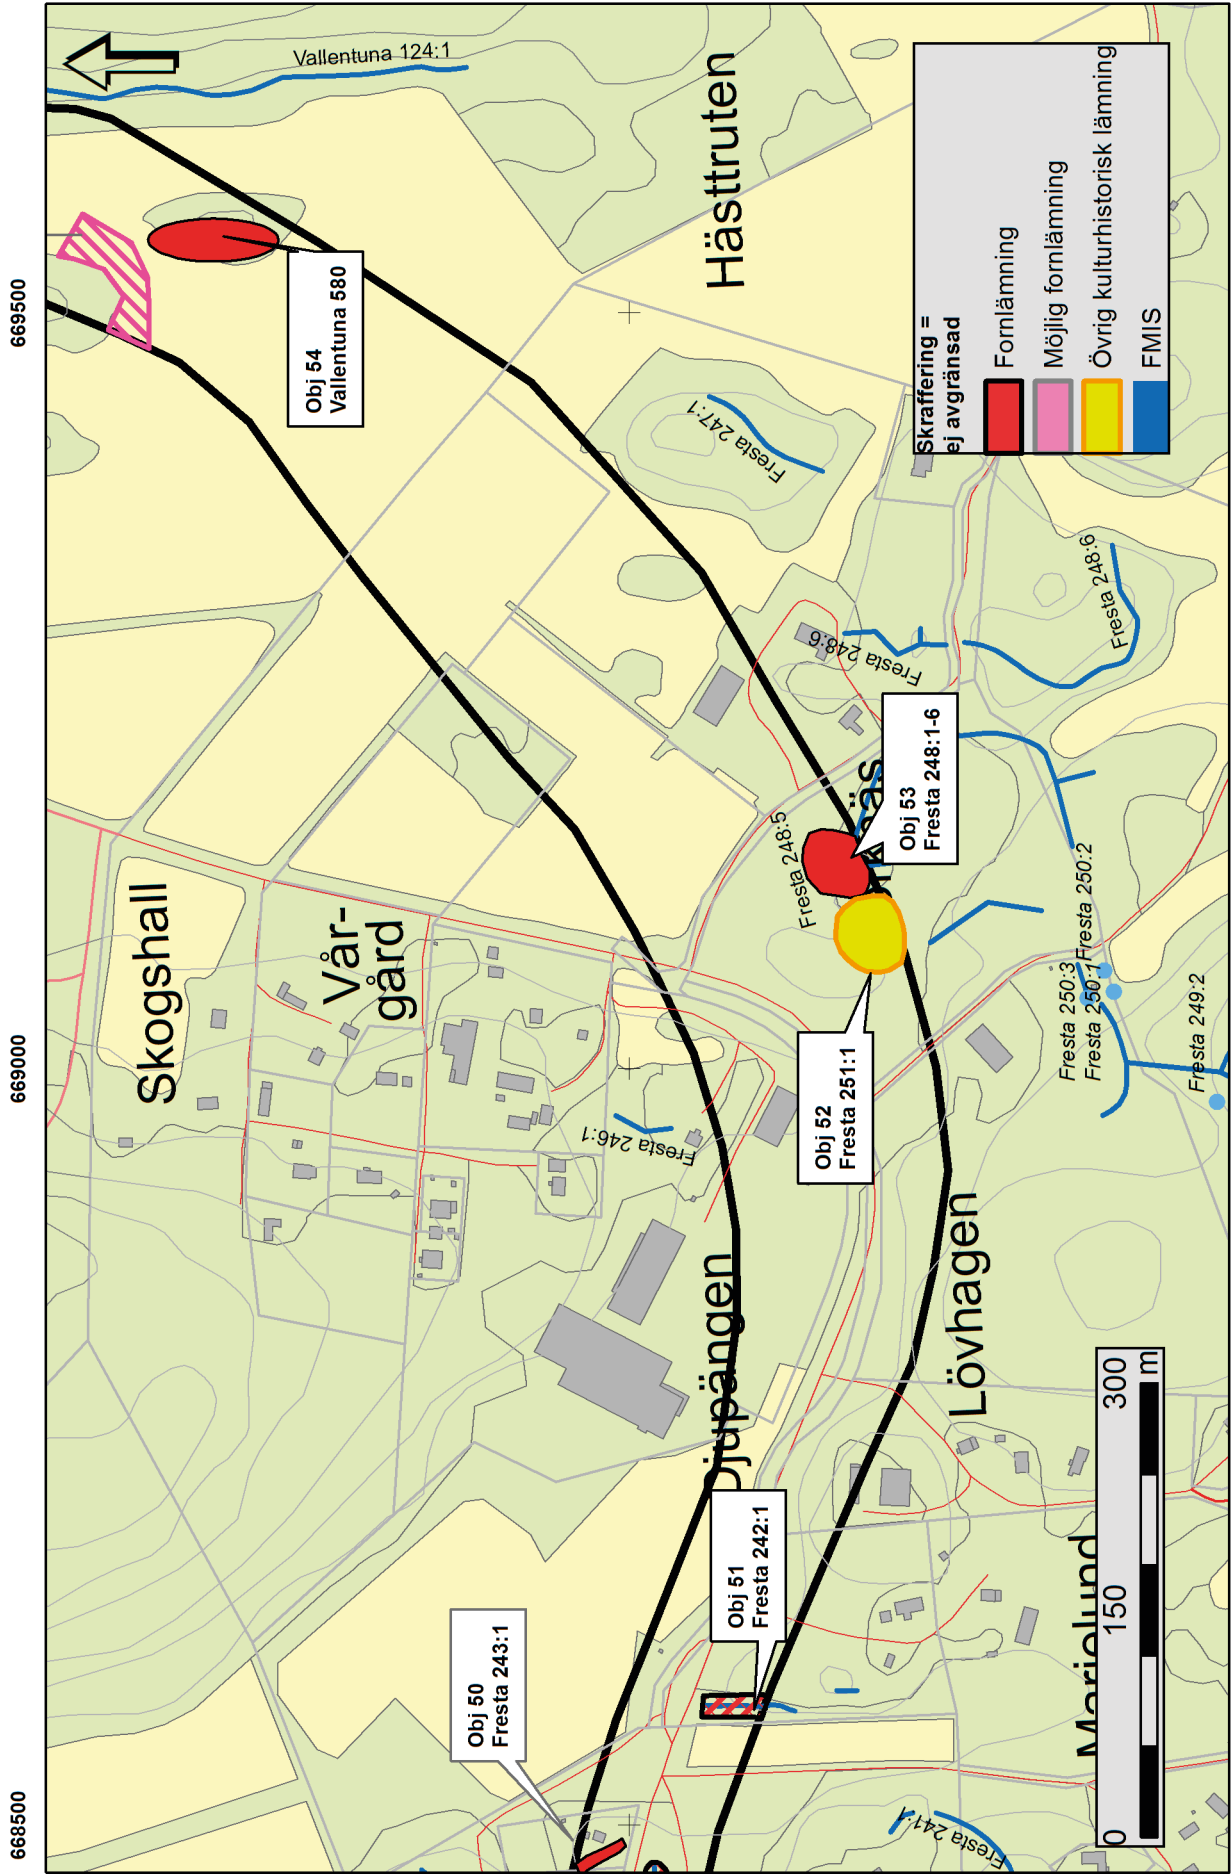 668500
669000
669500
Vallentuna 124:1
Obj 54
Vallentuna 580
Skogshall
Vår-
gård
Hästtruten
Fresta 247:1
Obj 50
Fresta 243:1
Fresta 246:1
Djupängen
Obj 51
Fresta 242:1
Fresta 248:5
Fresta 248:6
Obj 53
Fresta 248:1-6
Obj 52
Fresta 251:1
Fresta 248:6
Lövhagen
Fresta 250:3
Fresta 250:1
Fresta 250:2
Fresta 249:2
Fresta 241:1
Marielund
0 150 300
m
Skraffering =
ej avgränsad
Fornlämning
Möjlig fornlämning
Övrig kulturhistorisk lämning
FMIS